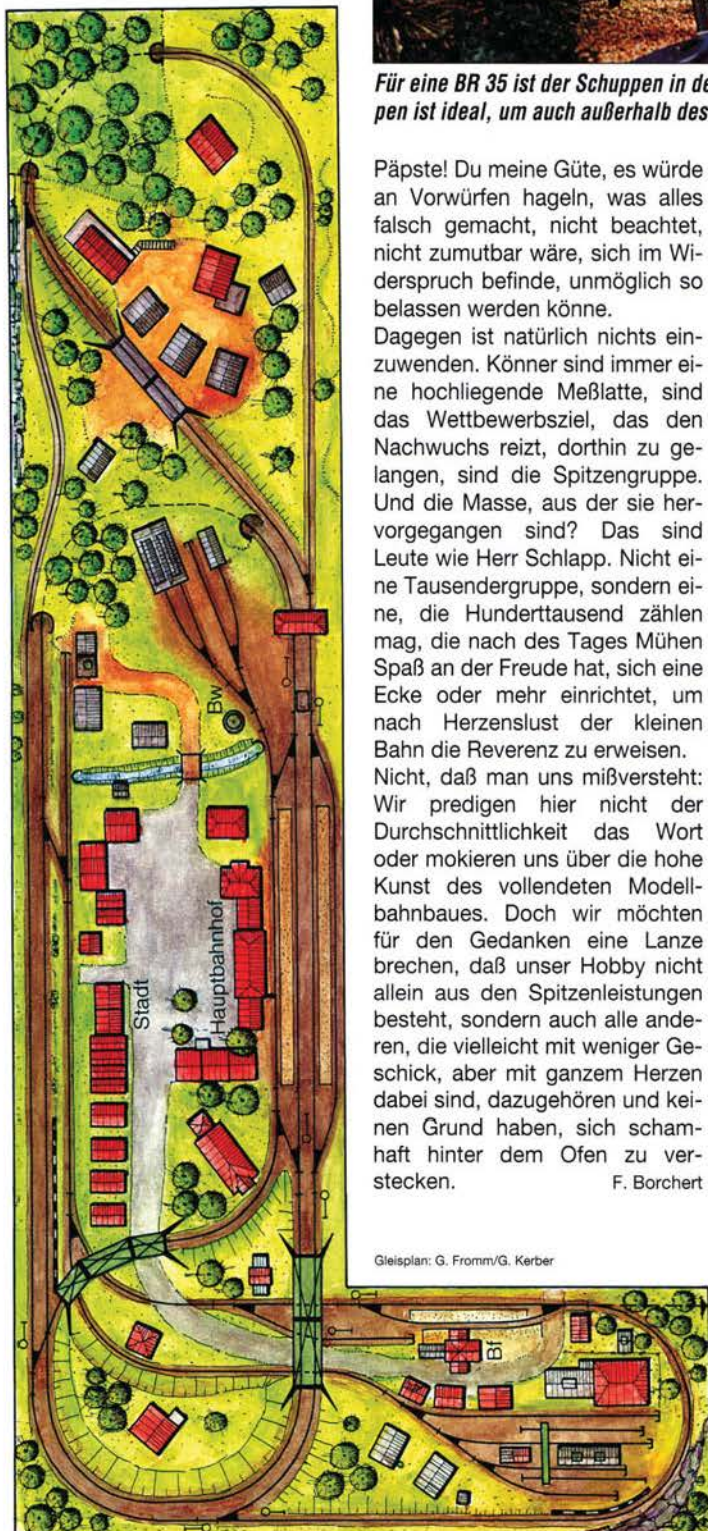 Für eine BR 35 ist der Schuppen in de
pen ist ideal, um auch außerhalb des
Päpste! Du meine Güte, es würde
an Vorwürfen hageln, was alles
falsch gemacht, nicht beachtet,
nicht zumutbar wäre, sich im Wi-
derspruch befinde, unmöglich so
belassen werden könne.
Dagegen ist natürlich nichts ein-
zuwenden. Könner sind immer ei-
ne hochliegende Meßlatte, sind
das Wettbewerbsziel, das den
Nachwuchs reizt, dorthin zu ge-
langen, sind die Spitzengruppe.
Und die Masse, aus der sie her-
vorgegangen sind? Das sind
Leute wie Herr Schlapp. Nicht ei-
ne Tausendergruppe, sondern ei-
ne, die Hunderttausend zählen
mag, die nach des Tages Mühen
Spaß an der Freude hat, sich eine
Ecke oder mehr einrichtet, um
nach Herzenslust der kleinen
Bahn die Reverenz zu erweisen.
Nicht, daß man uns mißversteht:
Wir predigen hier nicht der
Durchschnittlichkeit das Wort
oder mokieren uns über die hohe
Kunst des vollendeten Modell-
bahnbaues. Doch wir möchten
für den Gedanken eine Lanze
brechen, daß unser Hobby nicht
allein aus den Spitzenleistungen
besteht, sondern auch alle ande-
ren, die vielleicht mit weniger Ge-
schick, aber mit ganzem Herzen
dabei sind, dazugehören und kei-
nen Grund haben, sich scham-
haft hinter dem Ofen zu ver-
stecken. F. Borchert
Gleisplan: G. Fromm/G. Kerber
Bw
Stadt
Hauptbahnhof
Bf